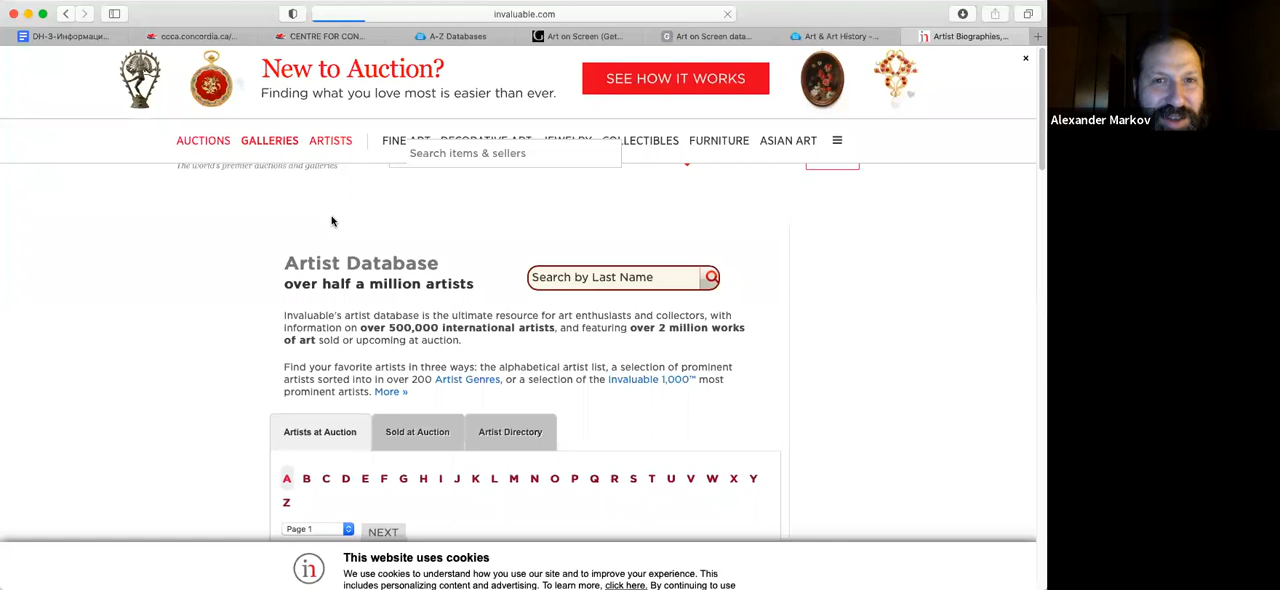 invaluable.com
DH-3-Информаци...
ccca.concordia.ca/...
CENTRE FOR CON...
A-Z Databases
Art on Screen (Get...
G Art on Screen data...
Art & Art History -...
in Artist Biographies,...
New to Auction?
Finding what you love most is easier than ever.
SEE HOW IT WORKS
AUCTIONS GALLERIES ARTISTS FINE ART DECORATIVE ART JEWELRY COLLECTIBLES FURNITURE ASIAN ART
Search items & sellers
The world's premier auctions and galleries
Alexander Markov
Artist Database
over half a million artists
Search by Last Name
Invaluable's artist database is the ultimate resource for art enthusiasts and collectors, with
information on over 500,000 international artists, and featuring over 2 million works
of art sold or upcoming at auction.
Find your favorite artists in three ways: the alphabetical artist list, a selection of prominent
artists sorted into in over 200 Artist Genres, or a selection of the invaluable 1,000™ most
prominent artists. More »
Artists at Auction
Sold at Auction
Artist Directory
A B C D E F G H I J K L M N O P Q R S T U V W X Y
Z
Page 1
NEXT
in
This website uses cookies
We use cookies to understand how you use our site and to improve your experience. This
includes personalizing content and advertising. To learn more, click here. By continuing to use